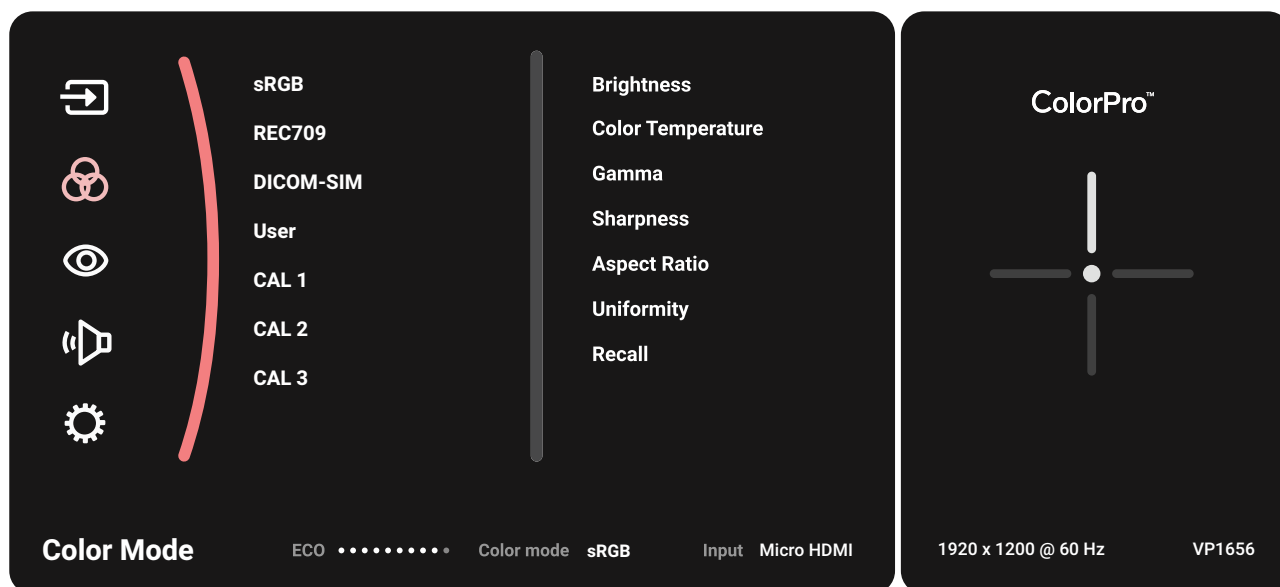 sRGB
REC709
DICOM-SIM
User
CAL 1
CAL 2
CAL 3
Brightness
Color Temperature
Gamma
Sharpness
Aspect Ratio
Uniformity
Recall
ColorPro™
Color Mode
ECO
Color mode sRGB
Input Micro HDMI
1920 x 1200 @ 60 Hz
VP1656